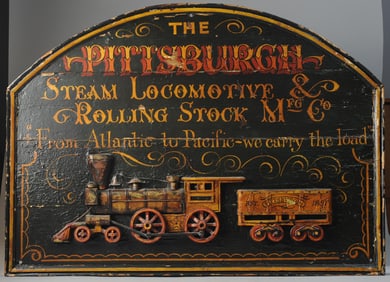 THE
PITTSBURGH
STEAM LOCOMOTIVE &
ROLLING STOCK MFG CO
"From Atlantic to Pacific-we carry the load"